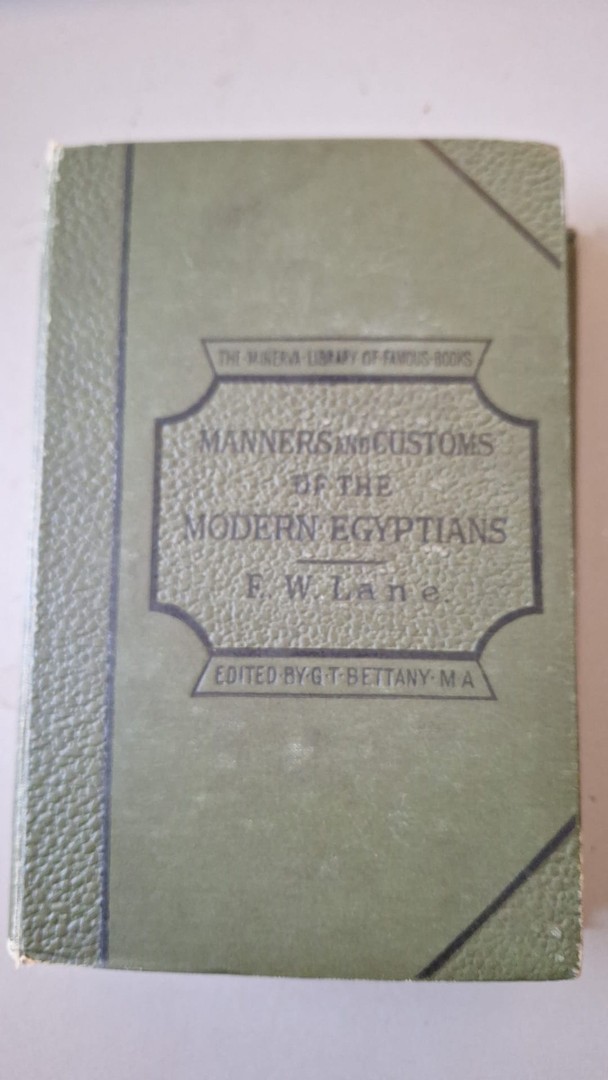 THE·MINERVA·LIBRARY·OF·FAMOUS·BOOKS
MANNERS AND CUSTOMS
OF THE
MODERN EGYPTIANS
F. W. Lane.
EDITED·BY·G·T·BETTANY·M·A